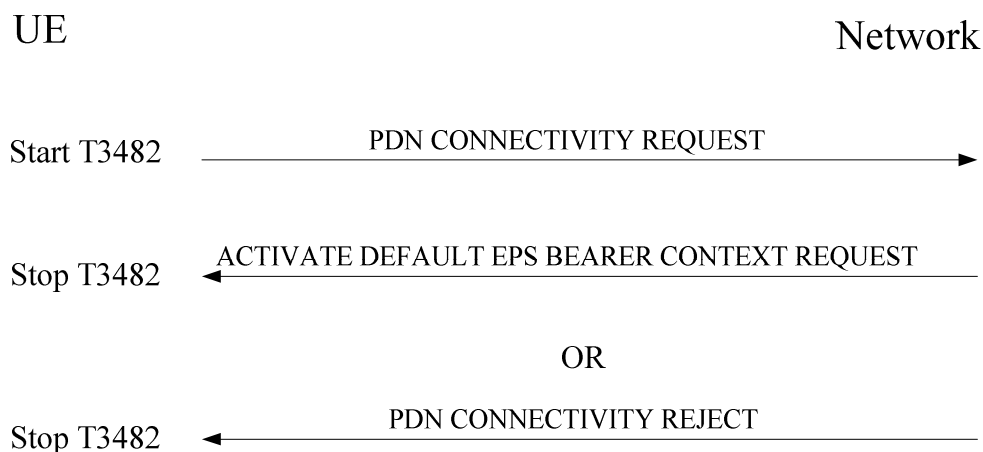 UE
Network
Start T3482
PDN CONNECTIVITY REQUEST
Stop T3482
ACTIVATE DEFAULT EPS BEARER CONTEXT REQUEST
OR
Stop T3482
PDN CONNECTIVITY REJECT